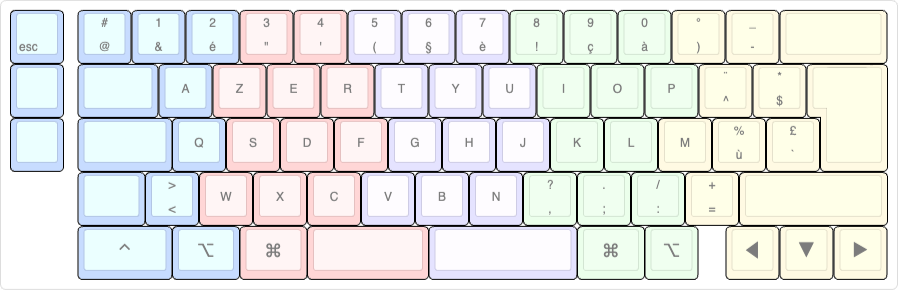 # 1 2 3 4 5 6 7 8 9 0 ° _
esc @ & é " ' ( § è ! ç à ) -
A Z E R T Y U I O P ¨ *
^ $
Q S D F G H J K L M % £
ù `
> W X C V B N ? . / +
< , ; : =
^ ⌥ ⌘ ⌘ ⌥ ◀ ▼ ▶